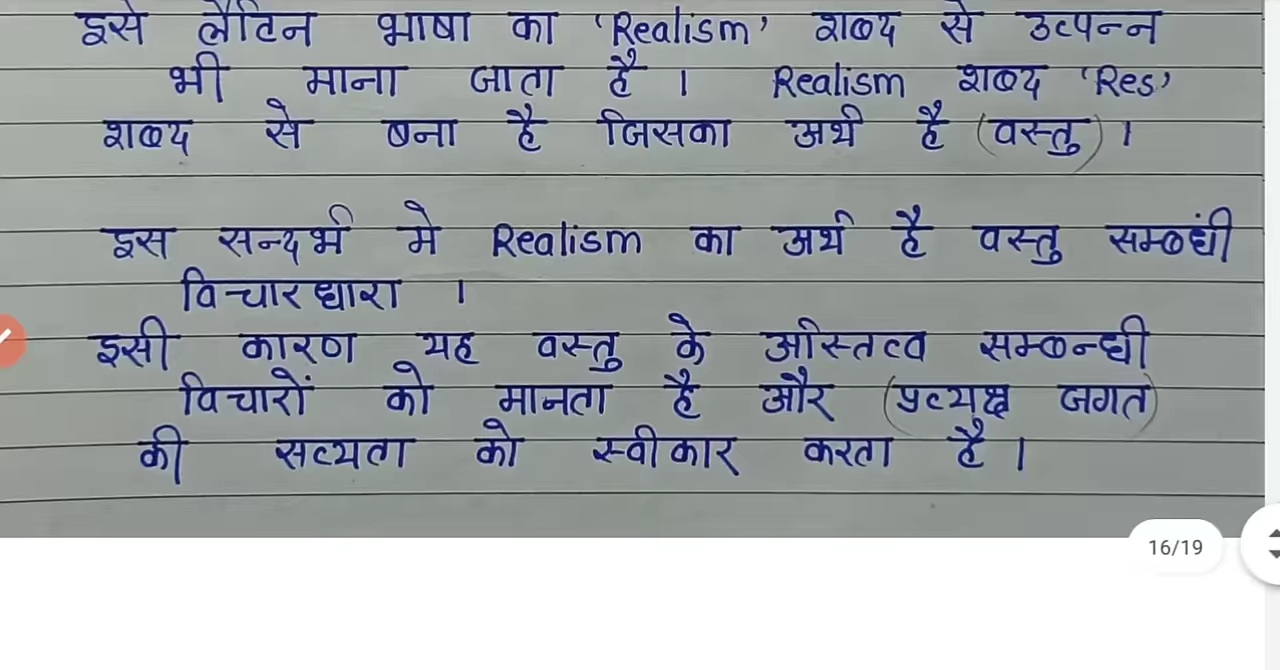 इसे लैटिन भाषा का 'Realism' शब्द से उत्पन्न
भी माना जाता है । Realism शब्द 'Res'
शब्द से बना है जिसका अर्थ है (वस्तु) ।
इस सन्दर्भ मे Realism का अर्थ है वस्तु सम्बंधी
विचारधारा ।
इसी कारण यह वस्तु के अस्तित्व सम्बन्धी
विचारों को मानता है और (प्रत्यक्ष जगत)
की सत्यता को स्वीकार करता है ।
16/19